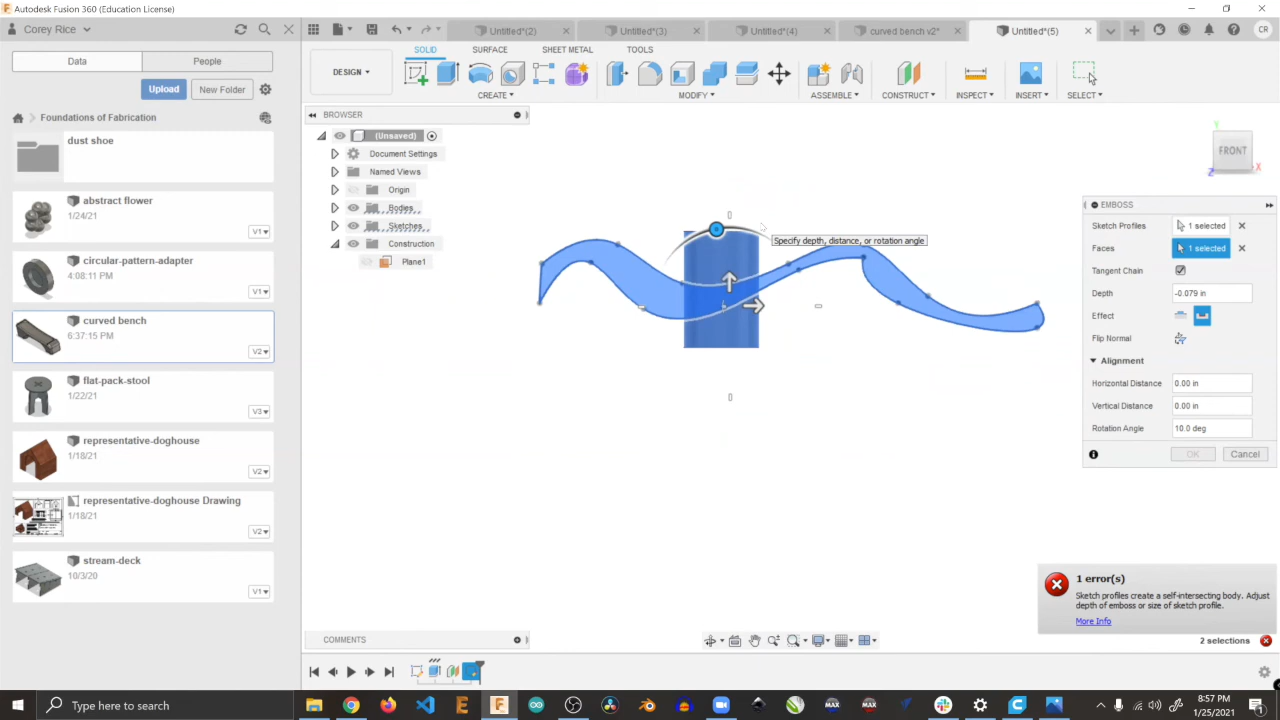 Autodesk Fusion 360 (Education License)
Corey Rice
Untitled*(2)
Untitled*(3)
Untitled*(4)
curved bench v2*
Untitled*(5)
CR
Data
People
Upload
New Folder
Foundations of Fabrication
dust shoe
abstract flower
1/24/21
V1
circular-pattern-adapter
4:08:11 PM
V1
curved bench
6:37:15 PM
V2
flat-pack-stool
1/22/21
V3
representative-doghouse
1/18/21
V2
representative-doghouse Drawing
1/18/21
V2
stream-deck
10/3/20
V1
DESIGN
SOLID
SURFACE
SHEET METAL
TOOLS
CREATE
MODIFY
ASSEMBLE
CONSTRUCT
INSPECT
INSERT
SELECT
BROWSER
(Unsaved)
Document Settings
Named Views
Origin
Bodies
Sketches
Construction
Plane1
Y
FRONT
Z
X
Specify depth, distance, or rotation angle
EMBOSS
Sketch Profiles
1 selected
Faces
1 selected
Tangent Chain
Depth
-0.079 in
Effect
Flip Normal
Alignment
Horizontal Distance
0.00 in
Vertical Distance
0.00 in
Rotation Angle
10.0 deg
OK
Cancel
1 error(s)
Sketch profiles create a self-intersecting body. Adjust
depth of emboss or size of sketch profile.
More Info
2 selections
COMMENTS
Type here to search
8:57 PM
1/25/2021